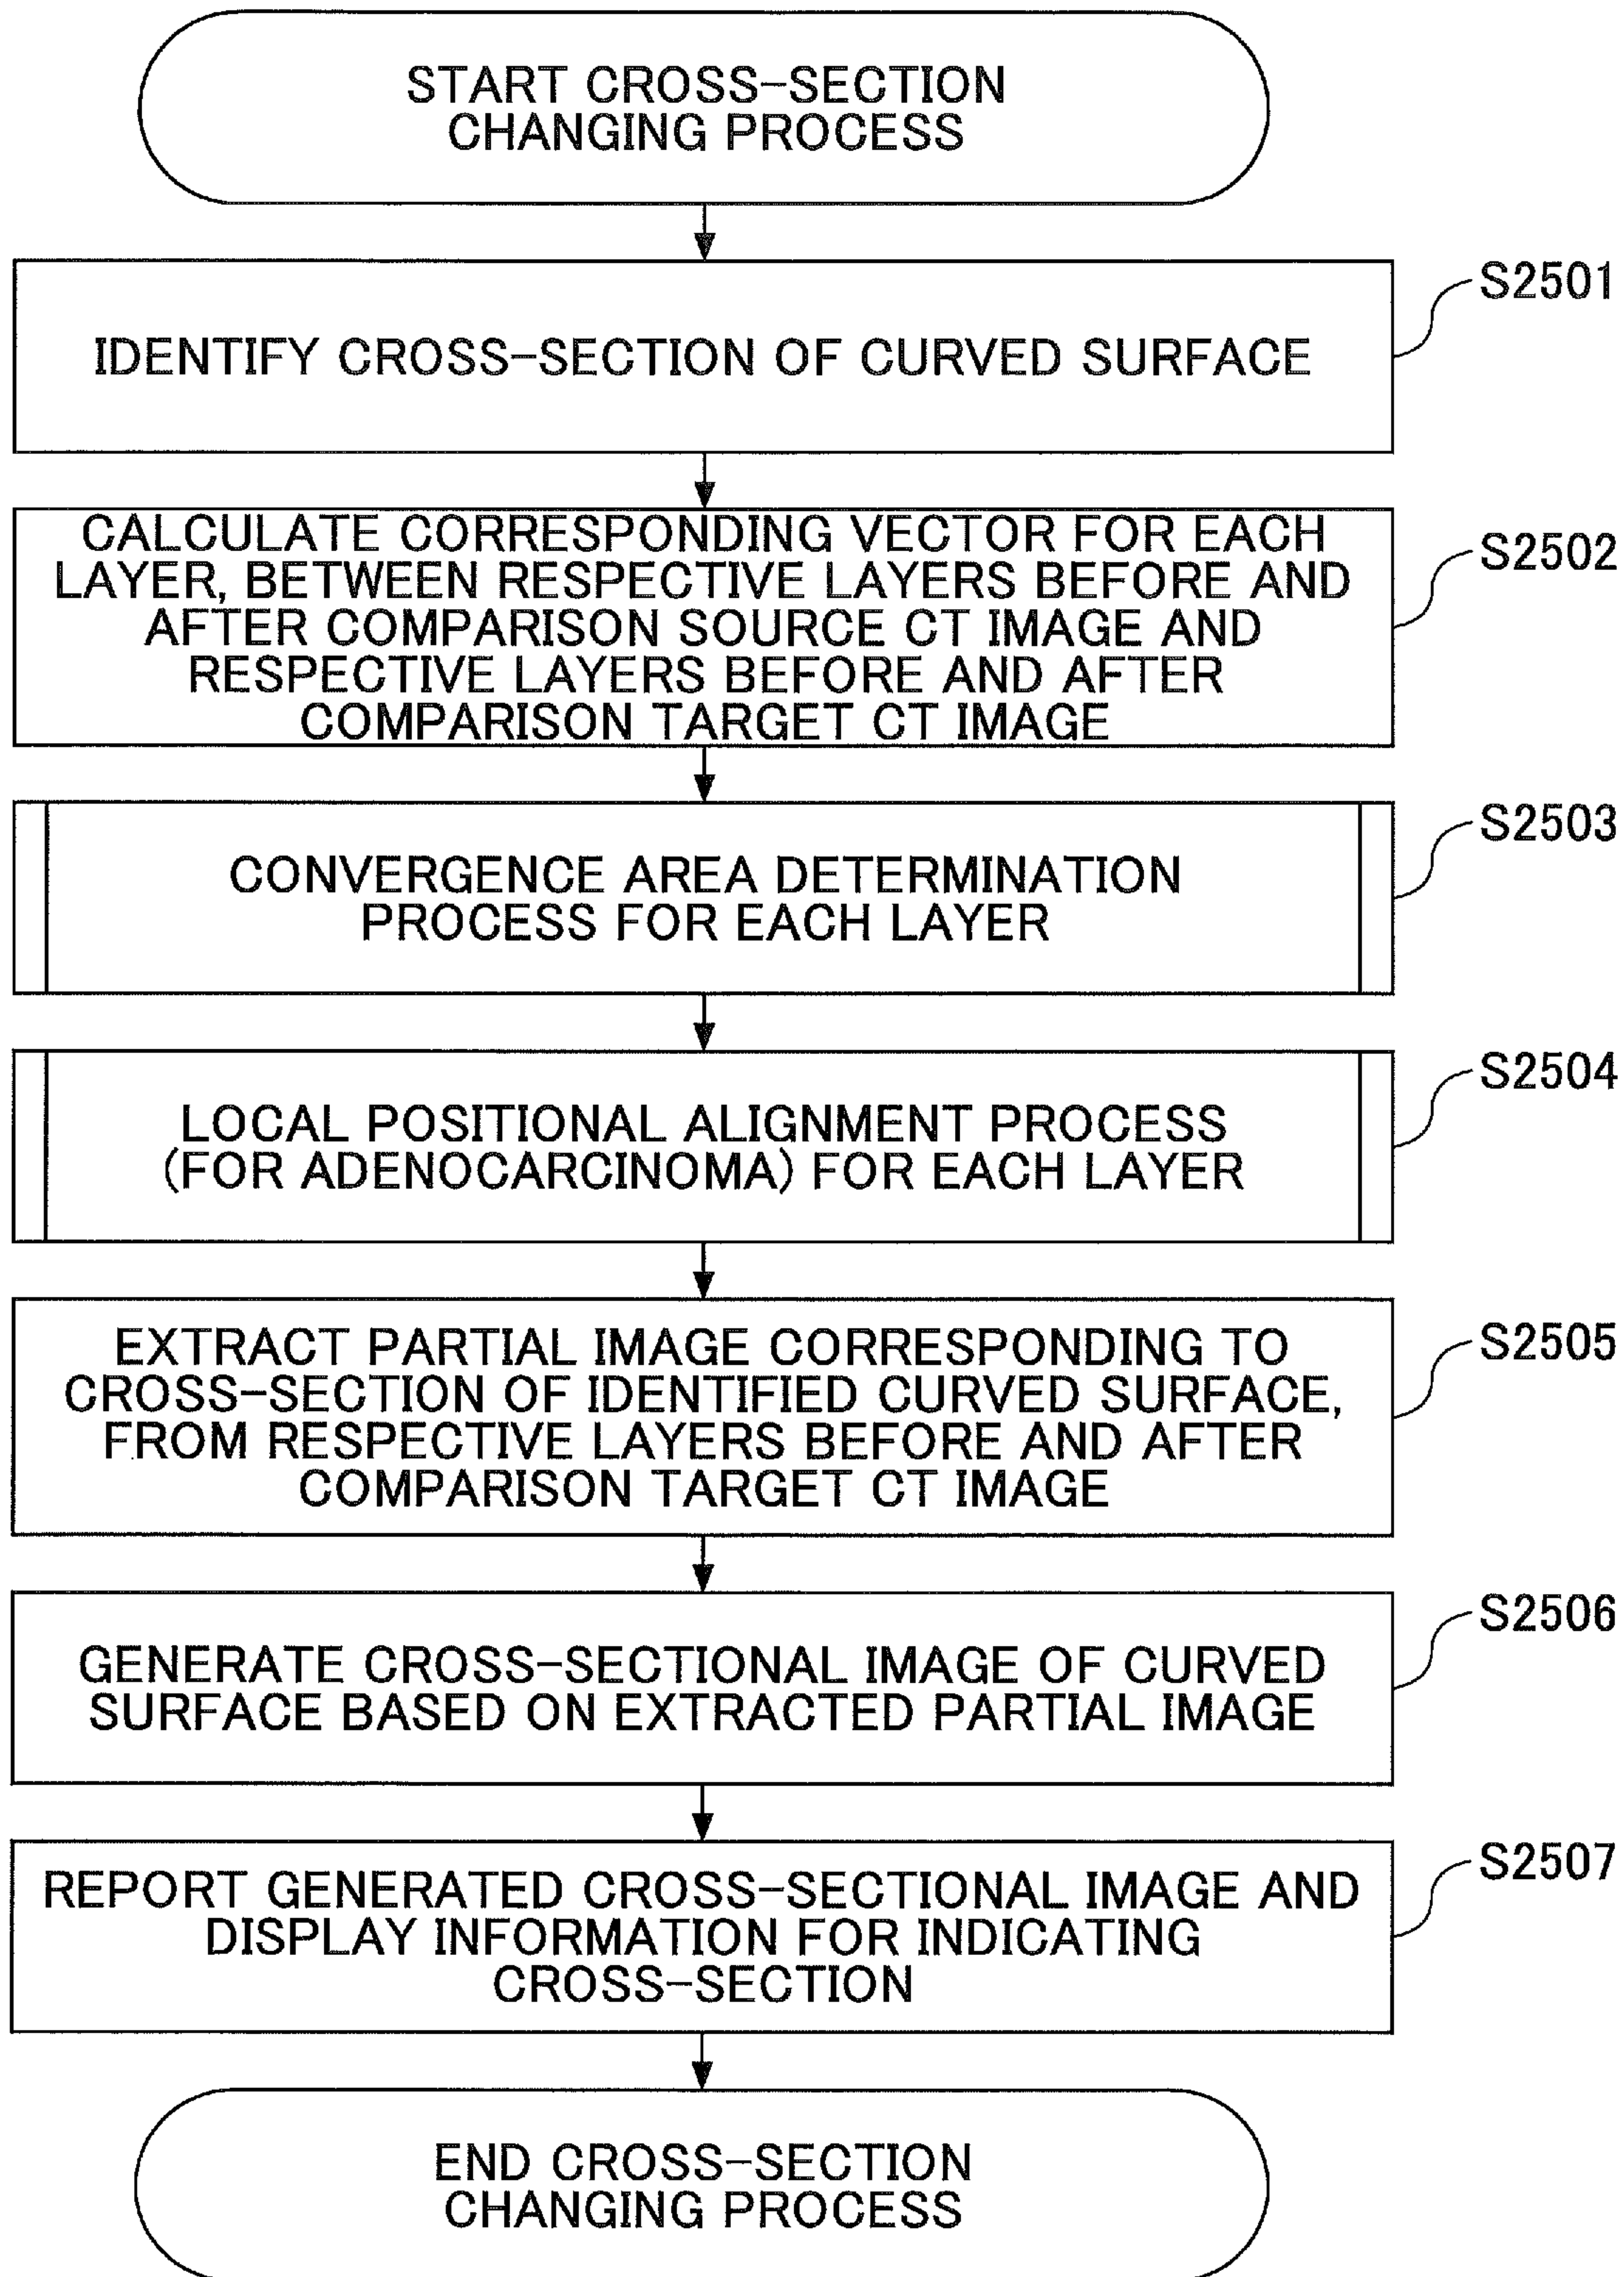 START CROSS-SECTION
CHANGING PROCESS
S2501
IDENTIFY CROSS-SECTION OF CURVED SURFACE
S2502
CALCULATE CORRESPONDING VECTOR FOR EACH
LAYER, BETWEEN RESPECTIVE LAYERS BEFORE AND
AFTER COMPARISON SOURCE CT IMAGE AND
RESPECTIVE LAYERS BEFORE AND AFTER
COMPARISON TARGET CT IMAGE
S2503
CONVERGENCE AREA DETERMINATION
PROCESS FOR EACH LAYER
S2504
LOCAL POSITIONAL ALIGNMENT PROCESS
(FOR ADENOCARCINOMA) FOR EACH LAYER
S2505
EXTRACT PARTIAL IMAGE CORRESPONDING TO
CROSS-SECTION OF IDENTIFIED CURVED SURFACE,
FROM RESPECTIVE LAYERS BEFORE AND AFTER
COMPARISON TARGET CT IMAGE
S2506
GENERATE CROSS-SECTIONAL IMAGE OF CURVED
SURFACE BASED ON EXTRACTED PARTIAL IMAGE
S2507
REPORT GENERATED CROSS-SECTIONAL IMAGE AND
DISPLAY INFORMATION FOR INDICATING
CROSS-SECTION
END CROSS-SECTION
CHANGING PROCESS